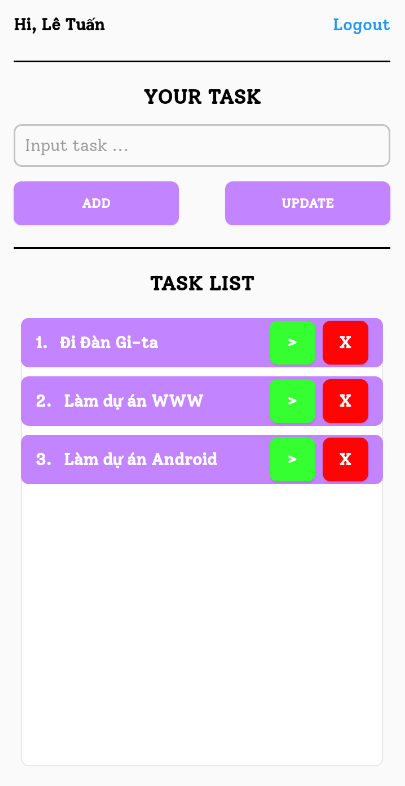 Hi, Lê Tuấn Logout
YOUR TASK
Input task ...
ADD UPDATE
TASK LIST
1. Đi Đàn Gi-ta > X
2. Làm dự án WWW > X
3. Làm dự án Android > X